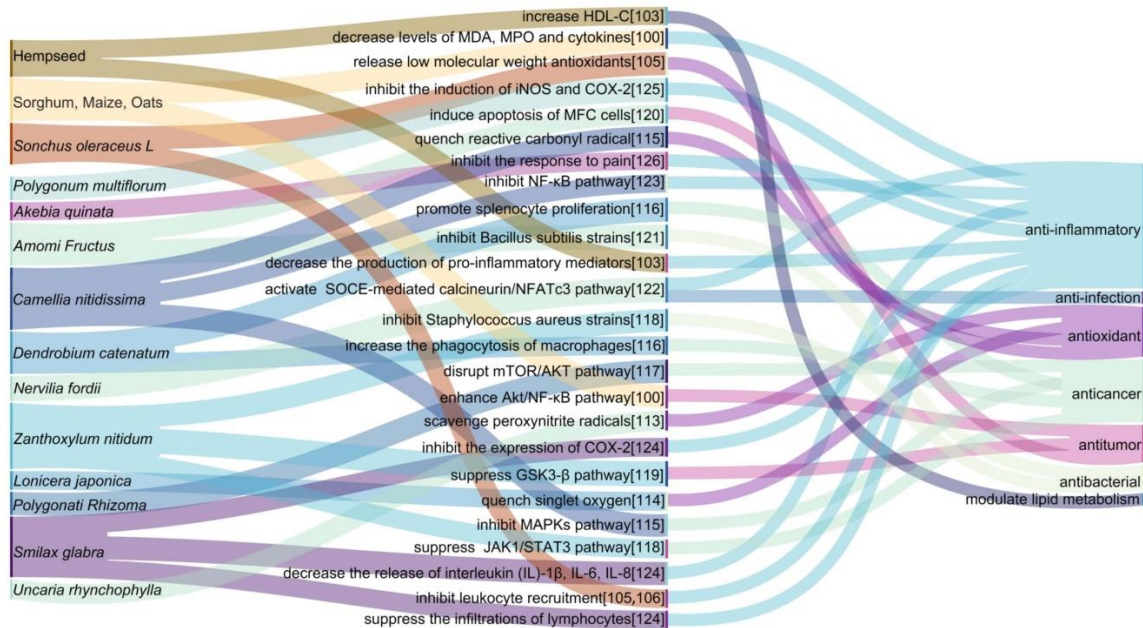 Hempseed
Sorghum, Maize, Oats
Sonchus oleraceus L
Polygonum multiflorum
Akebia quinata
Amomi Fructus
Camellia nitidissima
Dendrobium catenatum
Nervilia fordii
Zanthoxylum nitidum
Lonicera japonica
Polygonati Rhizoma
Smilax glabra
Uncaria rhynchophylla
increase HDL-C[103]
decrease levels of MDA, MPO and cytokines[100]
release low molecular weight antioxidants[105]
inhibit the induction of iNOS and COX-2[125]
induce apoptosis of MFC cells[120]
quench reactive carbonyl radical[115]
inhibit the response to pain[126]
inhibit NF-κB pathway[123]
promote splenocyte proliferation[116]
inhibit Bacillus subtilis strains[121]
decrease the production of pro-inflammatory mediators[103]
activate SOCE-mediated calcineurin/NFATc3 pathway[122]
inhibit Staphylococcus aureus strains[118]
increase the phagocytosis of macrophages[116]
disrupt mTOR/AKT pathway[117]
enhance Akt/NF-κB pathway[100]
scavenge peroxynitrite radicals[113]
inhibit the expression of COX-2[124]
suppress GSK3-β pathway[119]
quench singlet oxygen[114]
inhibit MAPKs pathway[115]
suppress JAK1/STAT3 pathway[118]
decrease the release of interleukin (IL)-1β, IL-6, IL-8[124]
inhibit leukocyte recruitment[105,106]
suppress the infiltrations of lymphocytes[124]
anti-inflammatory
anti-infection
antioxidant
anticancer
antitumor
antibacterial
modulate lipid metabolism